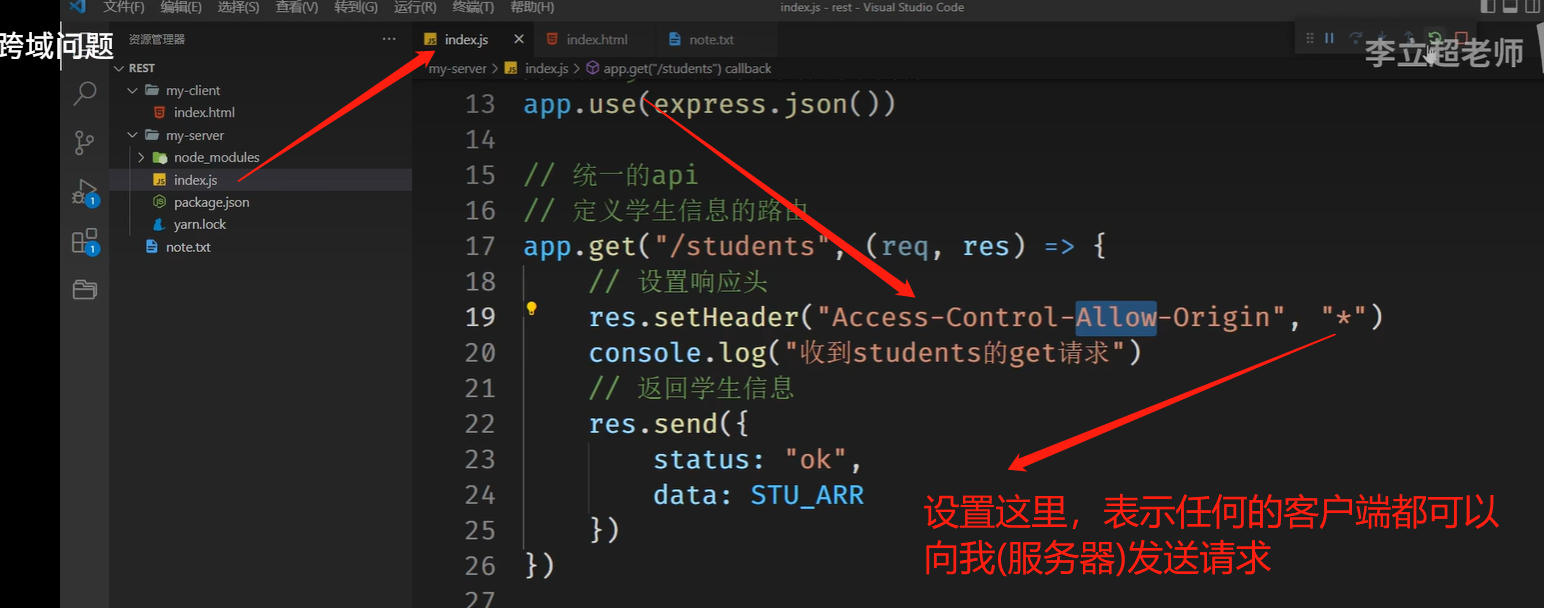 文件(F) 编辑(E) 选择(S) 查看(V) 转到(G) 运行(R) 终端(T) 帮助(H) index.js - rest - Visual Studio Code
跨域问题
资源管理器 ···
index.js index.html note.txt
李立超老师
REST
my-server > index.js > app.get("/students") callback
my-client
index.html
my-server
node_modules
index.js
package.json
yarn.lock
note.txt
1
1
13 app.use(express.json())
14
15 // 统一的api
16 // 定义学生信息的路由
17 app.get("/students", (req, res) => {
18 // 设置响应头
19 res.setHeader("Access-Control-Allow-Origin", "*")
20 console.log("收到students的get请求")
21 // 返回学生信息
22 res.send({
23 status: "ok",
24 data: STU_ARR
25 })
26 })
27
设置这里，表示任何的客户端都可以
向我(服务器)发送请求